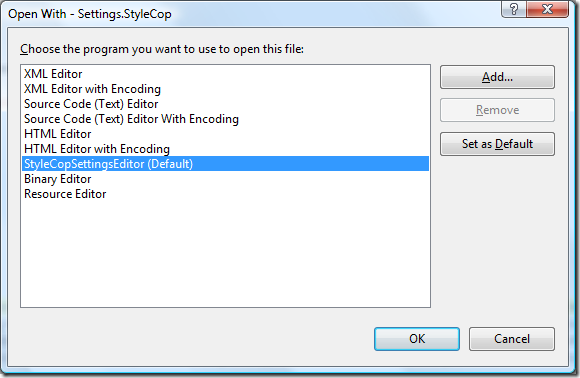 Open With - Settings.StyleCop
Choose the program you want to use to open this file:
XML Editor
XML Editor with Encoding
Source Code (Text) Editor
Source Code (Text) Editor With Encoding
HTML Editor
HTML Editor with Encoding
StyleCopSettingsEditor (Default)
Binary Editor
Resource Editor
Add...
Remove
Set as Default
OK
Cancel